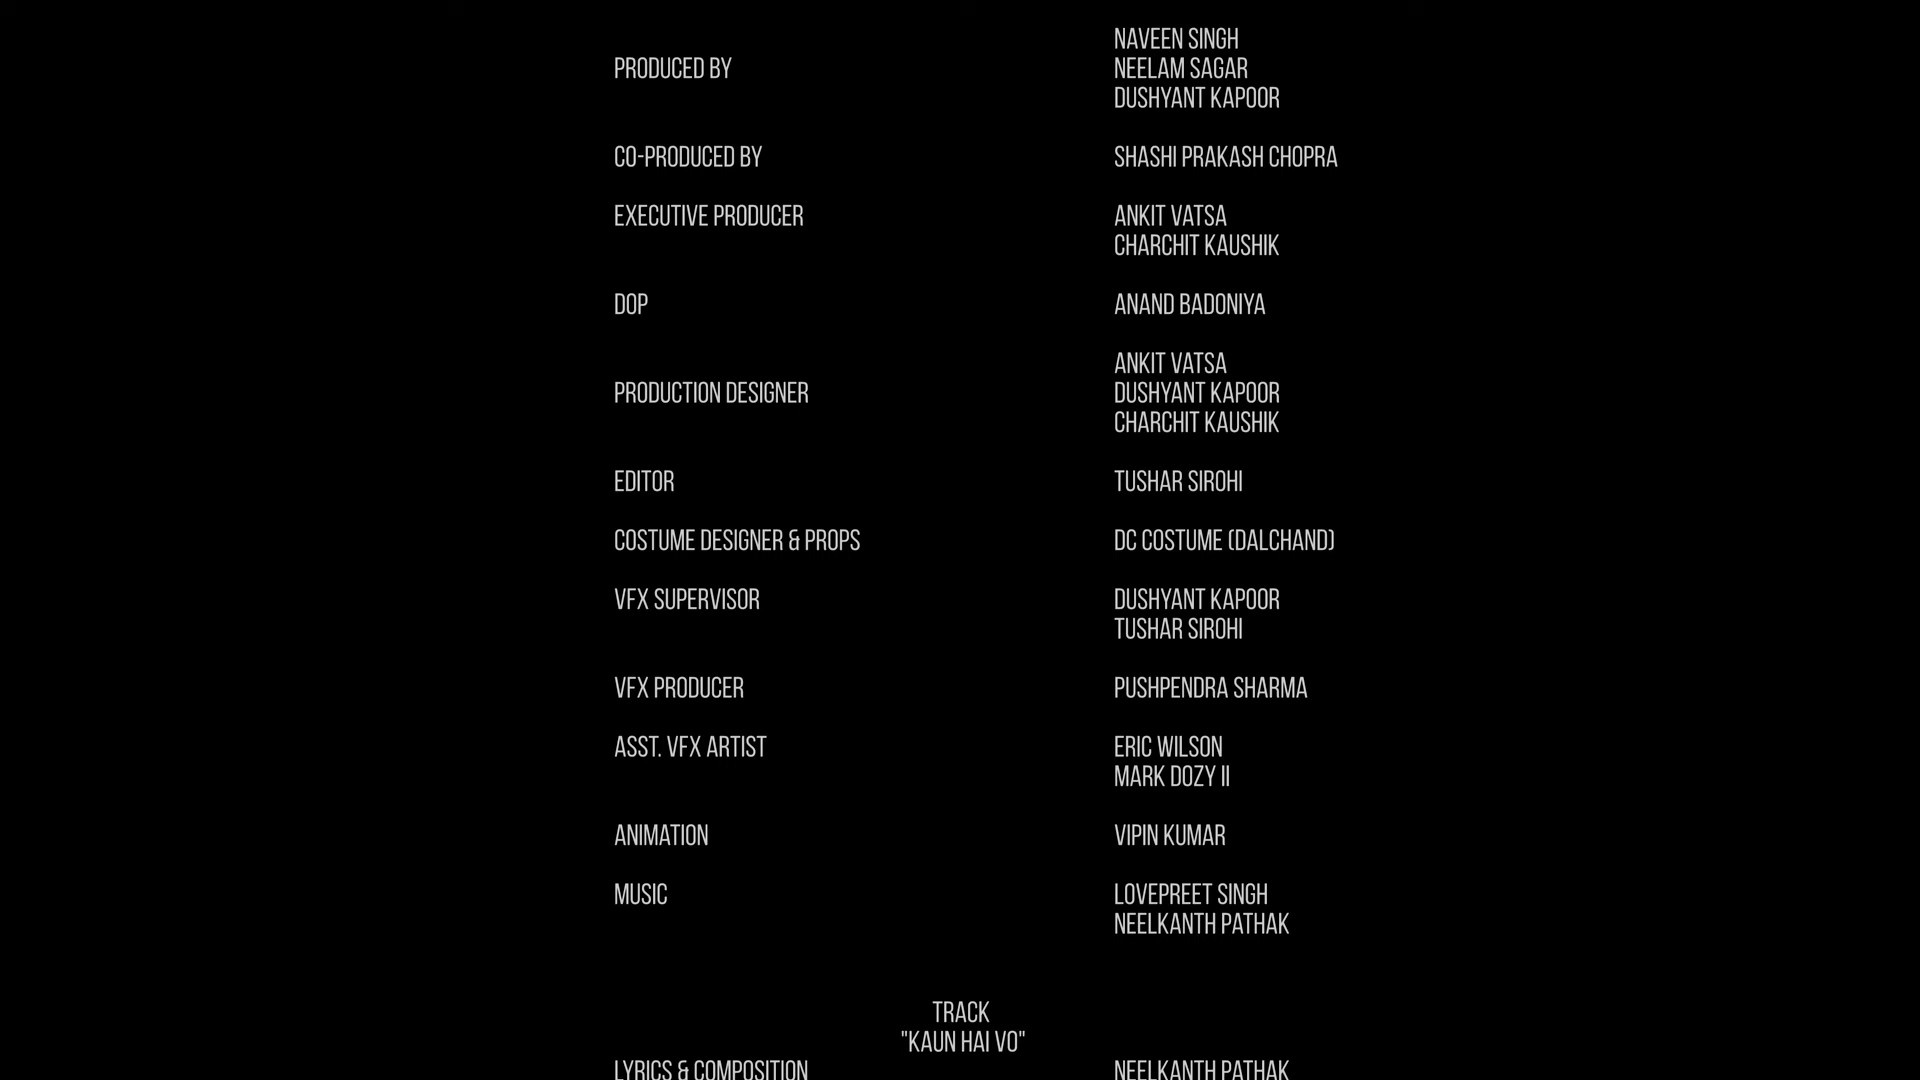 NAVEEN SINGH
PRODUCED BY NEELAM SAGAR
DUSHYANT KAPOOR
CO-PRODUCED BY SHASHI PRAKASH CHOPRA
EXECUTIVE PRODUCER ANKIT VATSA
CHARCHIT KAUSHIK
DOP ANAND BADONIYA
ANKIT VATSA
PRODUCTION DESIGNER DUSHYANT KAPOOR
CHARCHIT KAUSHIK
EDITOR TUSHAR SIROHI
COSTUME DESIGNER & PROPS DC COSTUME (DALCHAND)
VFX SUPERVISOR DUSHYANT KAPOOR
TUSHAR SIROHI
VFX PRODUCER PUSHPENDRA SHARMA
ASST. VFX ARTIST ERIC WILSON
MARK DOZY II
ANIMATION VIPIN KUMAR
MUSIC LOVEPREET SINGH
NEELKANTH PATHAK
TRACK
"KAUN HAI VO"
LYRICS & COMPOSITION NEELKANTH PATHAK